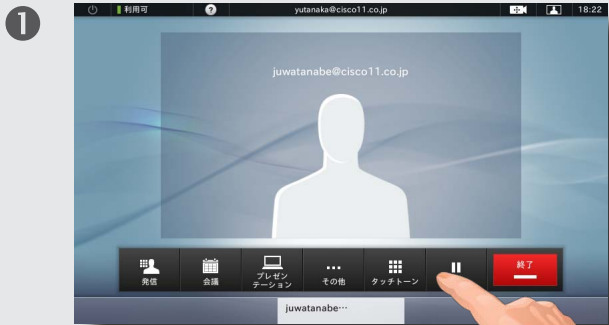 1
利用可
?
yutanaka@cisco11.co.jp
18:22
juwatanabe@cisco11.co.jp
発信
会議
プレゼン
テーション
その他
タッチトーン
終了
juwatanabe…